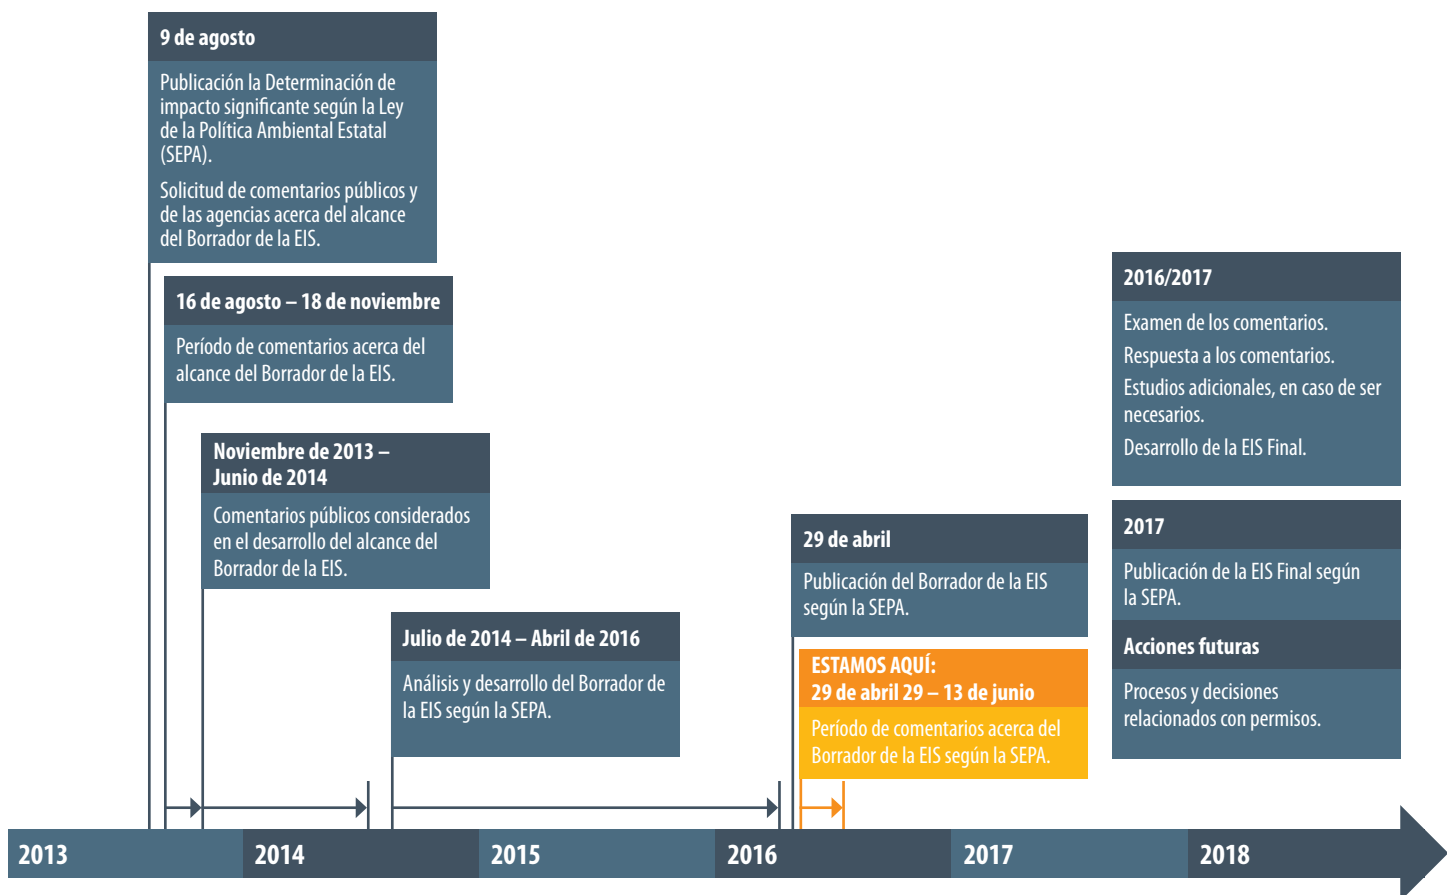 9 de agosto
Publicación la Determinación de
impacto significante según la Ley
de la Política Ambiental Estatal
(SEPA).
Solicitud de comentarios públicos y
de las agencias acerca del alcance
del Borrador de la EIS.
16 de agosto – 18 de noviembre
Período de comentarios acerca del
alcance del Borrador de la EIS.
Noviembre de 2013 –
Junio de 2014
Comentarios públicos considerados
en el desarrollo del alcance del
Borrador de la EIS.
Julio de 2014 – Abril de 2016
Análisis y desarrollo del Borrador de
la EIS según la SEPA.
29 de abril
Publicación del Borrador de la EIS
según la SEPA.
ESTAMOS AQUÍ:
29 de abril 29 – 13 de junio
Período de comentarios acerca del
Borrador de la EIS según la SEPA.
2016/2017
Examen de los comentarios.
Respuesta a los comentarios.
Estudios adicionales, en caso de ser
necesarios.
Desarrollo de la EIS Final.
2017
Publicación de la EIS Final según
la SEPA.
Acciones futuras
Procesos y decisiones
relacionados con permisos.
2013
2014
2015
2016
2017
2018